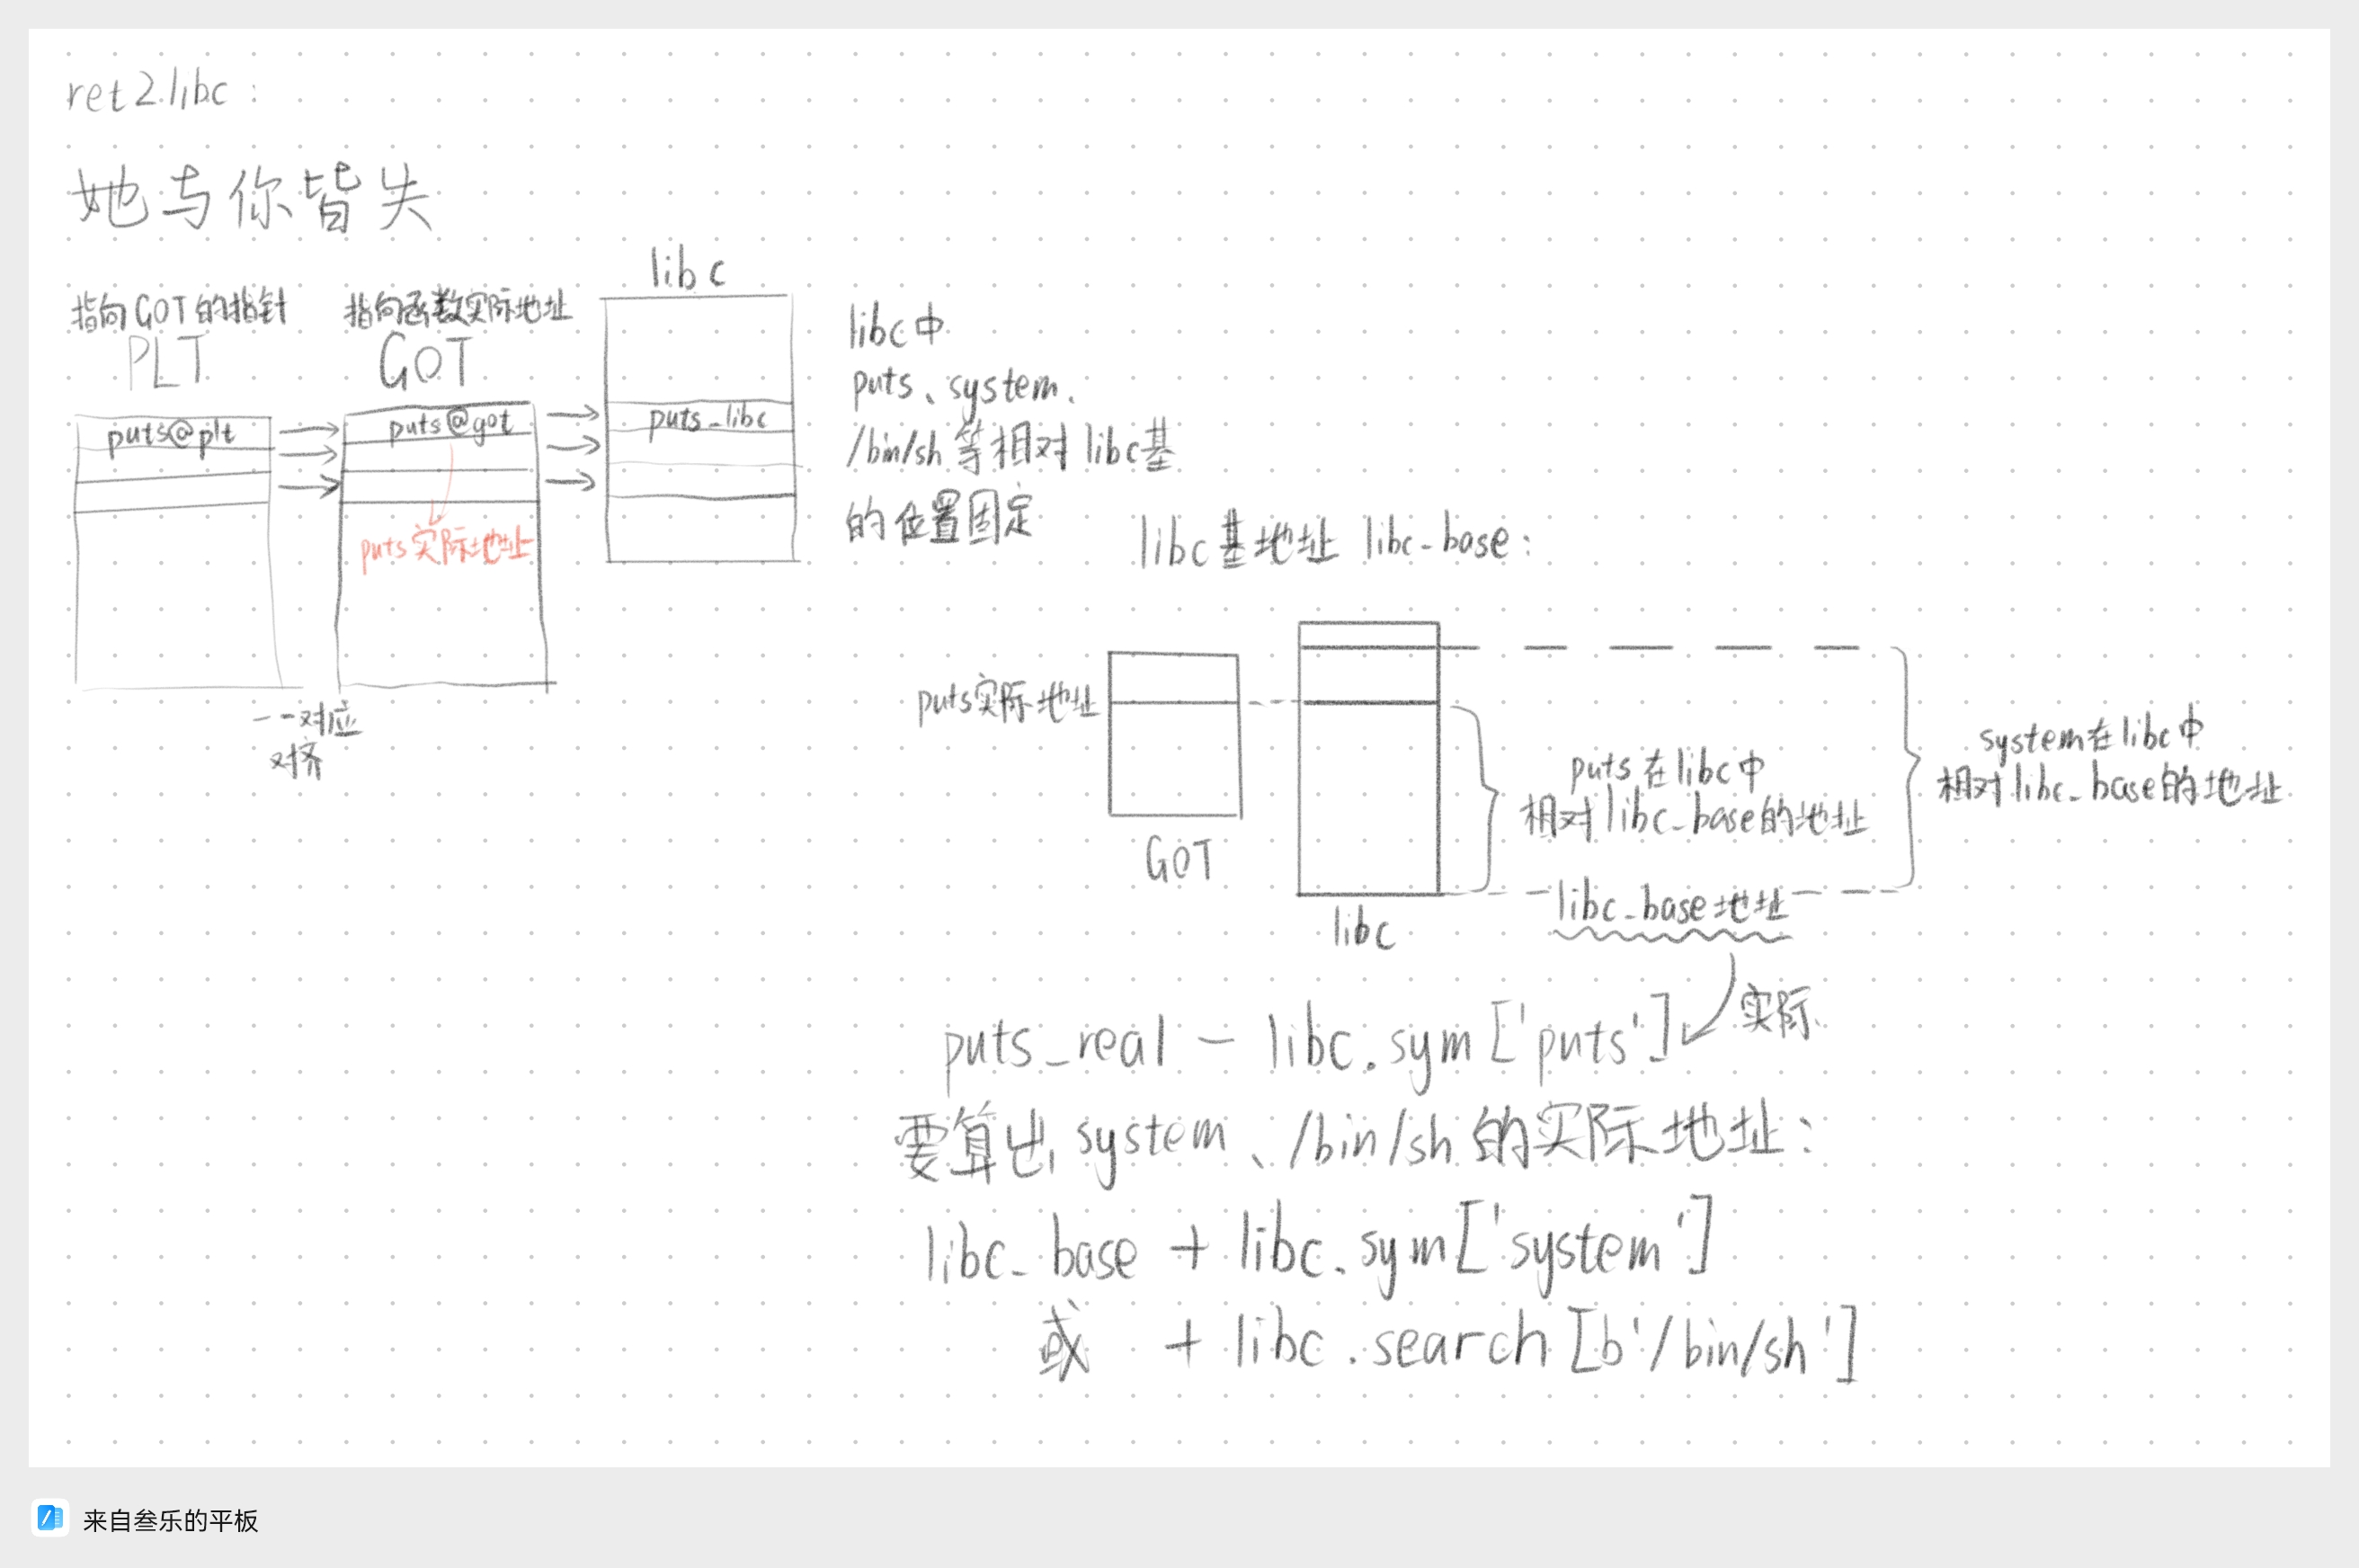 ret2libc:
她与你皆失
指向GOT的指针
PLT
puts@plt
指向函数实际地址
GOT
puts@got
puts实际地址
一一对应
对齐
libc
puts_libc
libc中
puts、system、
/bin/sh等相对libc基
的位置固定
libc基地址 libc_base:
puts实际地址
GOT
libc
puts在libc中
相对libc_base的地址
system在libc中
相对libc_base的地址
libc_base地址
实际
puts_real - libc.sym['puts']
要算出system、/bin/sh的实际地址:
libc_base + libc.sym['system']
或 + libc.search[b'/bin/sh']
来自叁乐的平板